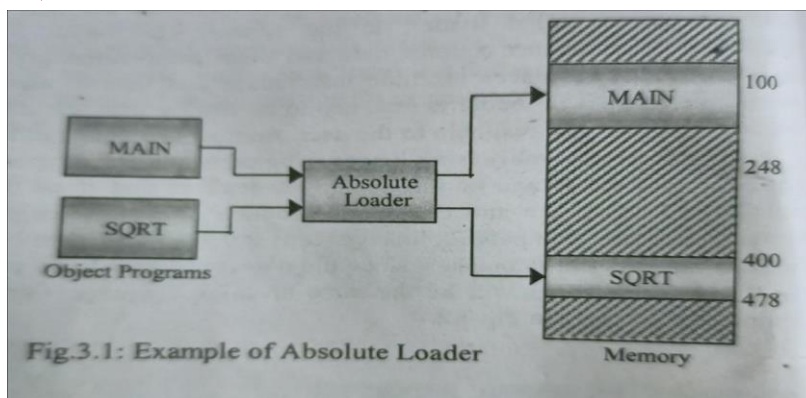 MAIN
SQRT
Object Programs
Absolute
Loader
MAIN
SQRT
100
248
400
478
Memory
Fig.3.1: Example of Absolute Loader